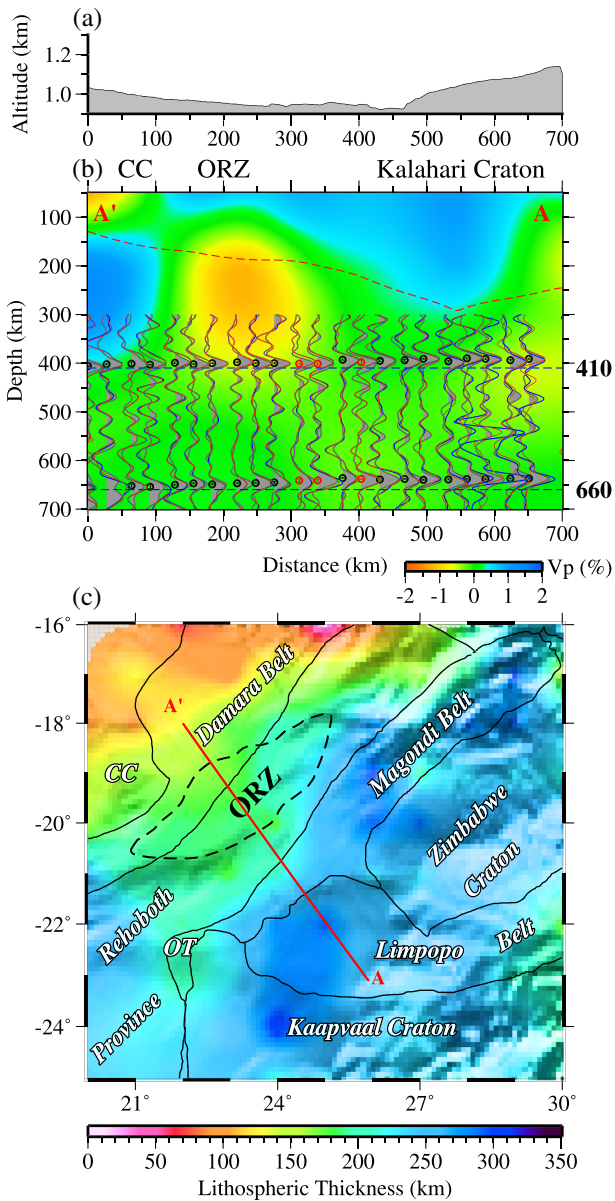 (a)
Altitude (km)
1.2
1.0
0 100 200 300 400 500 600 700
(b) CC ORZ Kalahari Craton
A' A
Depth (km)
100
200
300
400 410
500
600
660
700
0 100 200 300 400 500 600 700
Distance (km)
Vp (%)
-2 -1 0 1 2
(c)
-16°
A' Damara Belt
-18°
CC ORZ Magondi Belt
-20°
Zimbabwe
Craton
Rehoboth
-22°
OT Limpopo Belt
A
-24°
Province Kaapvaal Craton
21° 24° 27° 30°
0 50 100 150 200 250 300 350
Lithospheric Thickness (km)